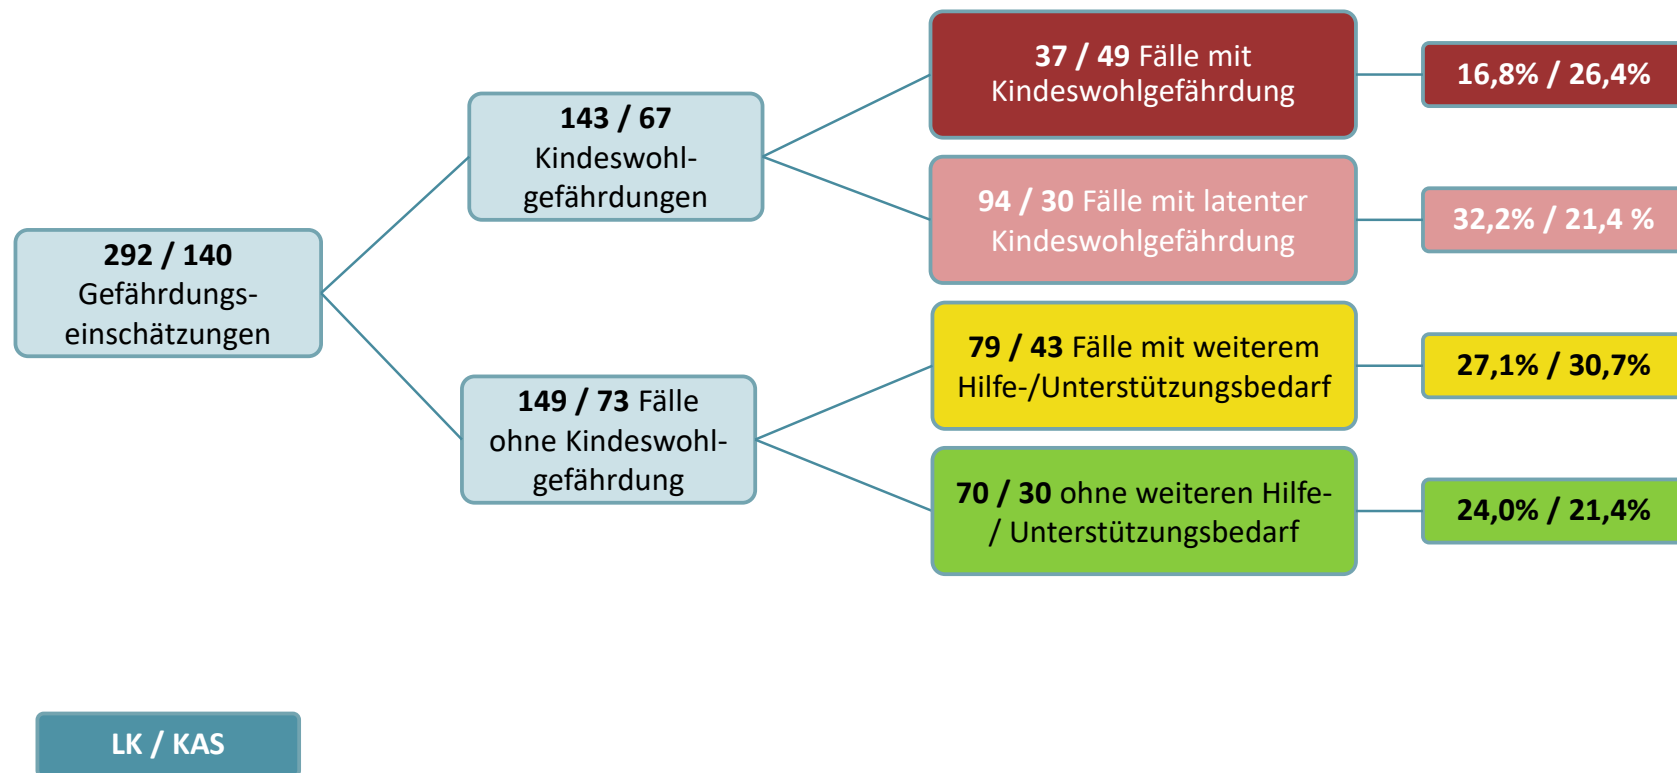 292 / 140
Gefährdungs-
einschätzungen
143 / 67
Kindeswohl-
gefährdungen
149 / 73 Fälle
ohne Kindeswohl-
gefährdung
37 / 49 Fälle mit
Kindeswohlgefährdung
16,8% / 26,4%
94 / 30 Fälle mit latenter
Kindeswohlgefährdung
32,2% / 21,4 %
79 / 43 Fälle mit weiterem
Hilfe-/Unterstützungsbedarf
27,1% / 30,7%
70 / 30 ohne weiteren Hilfe-
/ Unterstützungsbedarf
24,0% / 21,4%
LK / KAS